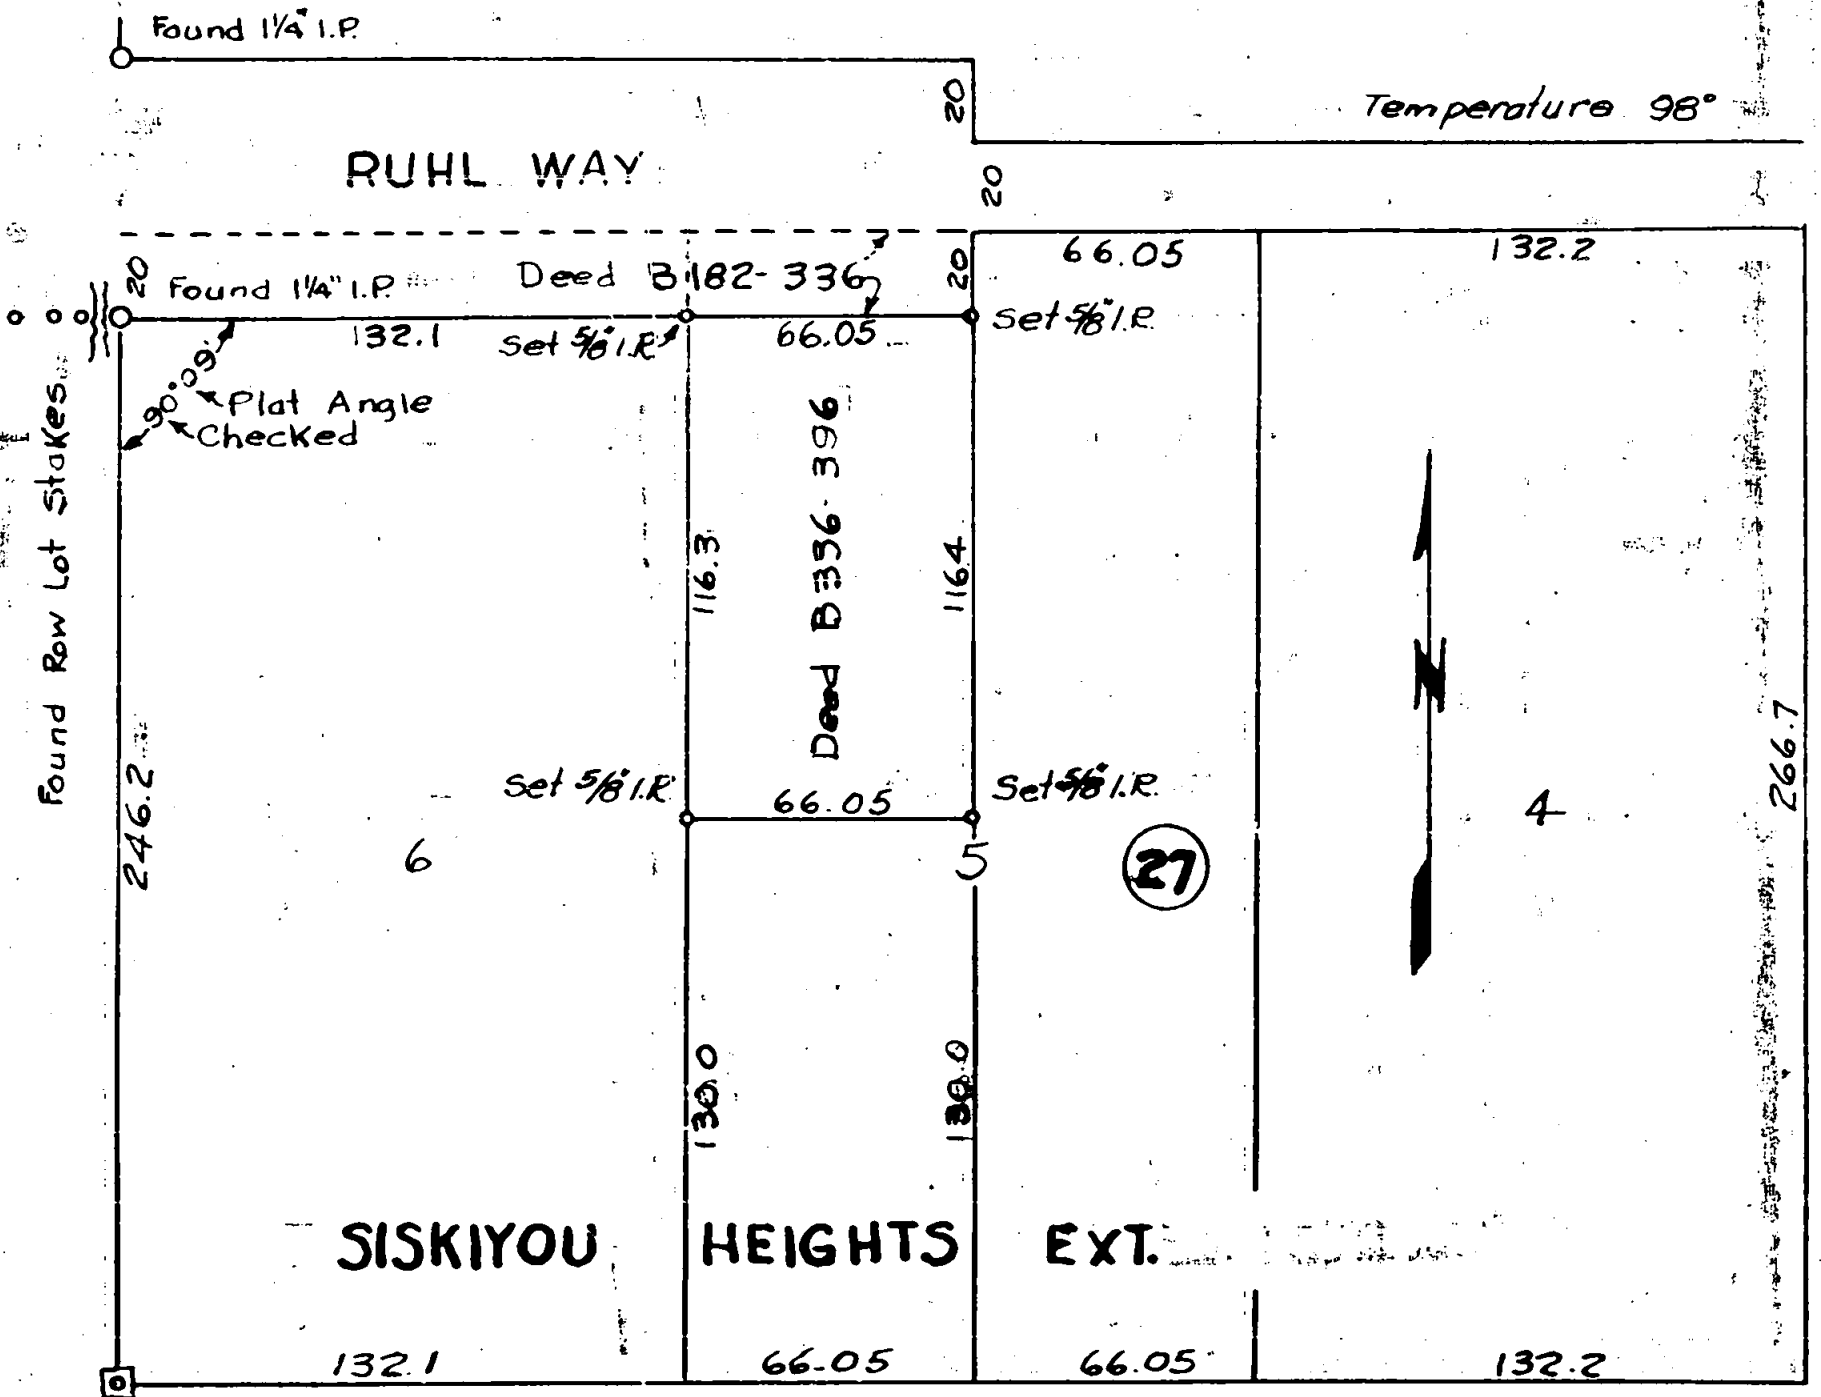 Found 1¼" I.P.
20
Temperature 98°
RUHL WAY
20
66.05
132.2
20
Found 1¼" I.P.
Deed B182-336
20
132.1
Set 5/8" I.R.
66.05
Set 5/8" I.R.
90°09'
Plat Angle
Checked
Found Row Lot Stakes
Deed B336-396
116.3
116.4
N
246.2
Set 5/8" I.R.
66.05
Set 5/8" I.R.
266.7
6
5
27
4
130.0
130.0
SISKIYOU HEIGHTS EXT.
132.1
66.05
66.05
132.2